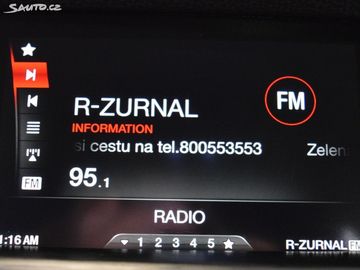 SAUTO.CZ
R-ZURNAL
FM
INFORMATION
si cestu na tel.800553553 Zelen
95.1
FM
RADIO
1:16 AM
1 2 3 4 5
R-ZURNAL FM